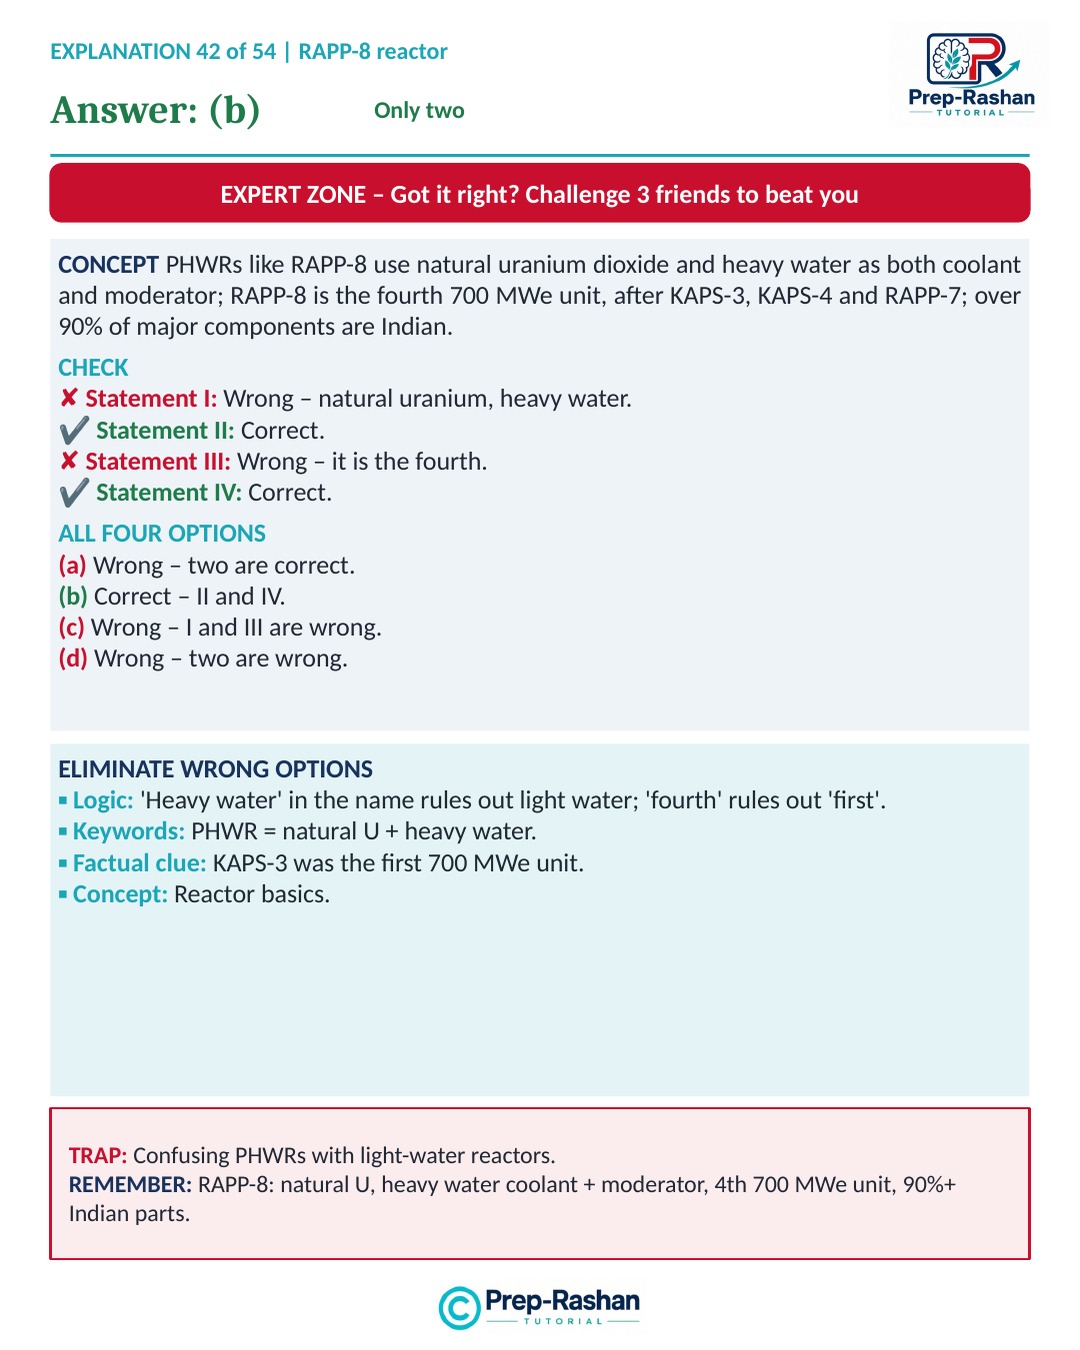 EXPLANATION 42 of 54 | RAPP-8 reactor
Prep-Rashan
TUTORIAL
Answer: (b) Only two
EXPERT ZONE – Got it right? Challenge 3 friends to beat you
CONCEPT PHWRs like RAPP-8 use natural uranium dioxide and heavy water as both coolant
and moderator; RAPP-8 is the fourth 700 MWe unit, after KAPS-3, KAPS-4 and RAPP-7; over
90% of major components are Indian.
CHECK
✘ Statement I: Wrong – natural uranium, heavy water.
✔ Statement II: Correct.
✘ Statement III: Wrong – it is the fourth.
✔ Statement IV: Correct.
ALL FOUR OPTIONS
(a) Wrong – two are correct.
(b) Correct – II and IV.
(c) Wrong – I and III are wrong.
(d) Wrong – two are wrong.
ELIMINATE WRONG OPTIONS
▪ Logic: 'Heavy water' in the name rules out light water; 'fourth' rules out 'first'.
▪ Keywords: PHWR = natural U + heavy water.
▪ Factual clue: KAPS-3 was the first 700 MWe unit.
▪ Concept: Reactor basics.
TRAP: Confusing PHWRs with light-water reactors.
REMEMBER: RAPP-8: natural U, heavy water coolant + moderator, 4th 700 MWe unit, 90%+
Indian parts.
© Prep-Rashan
TUTORIAL